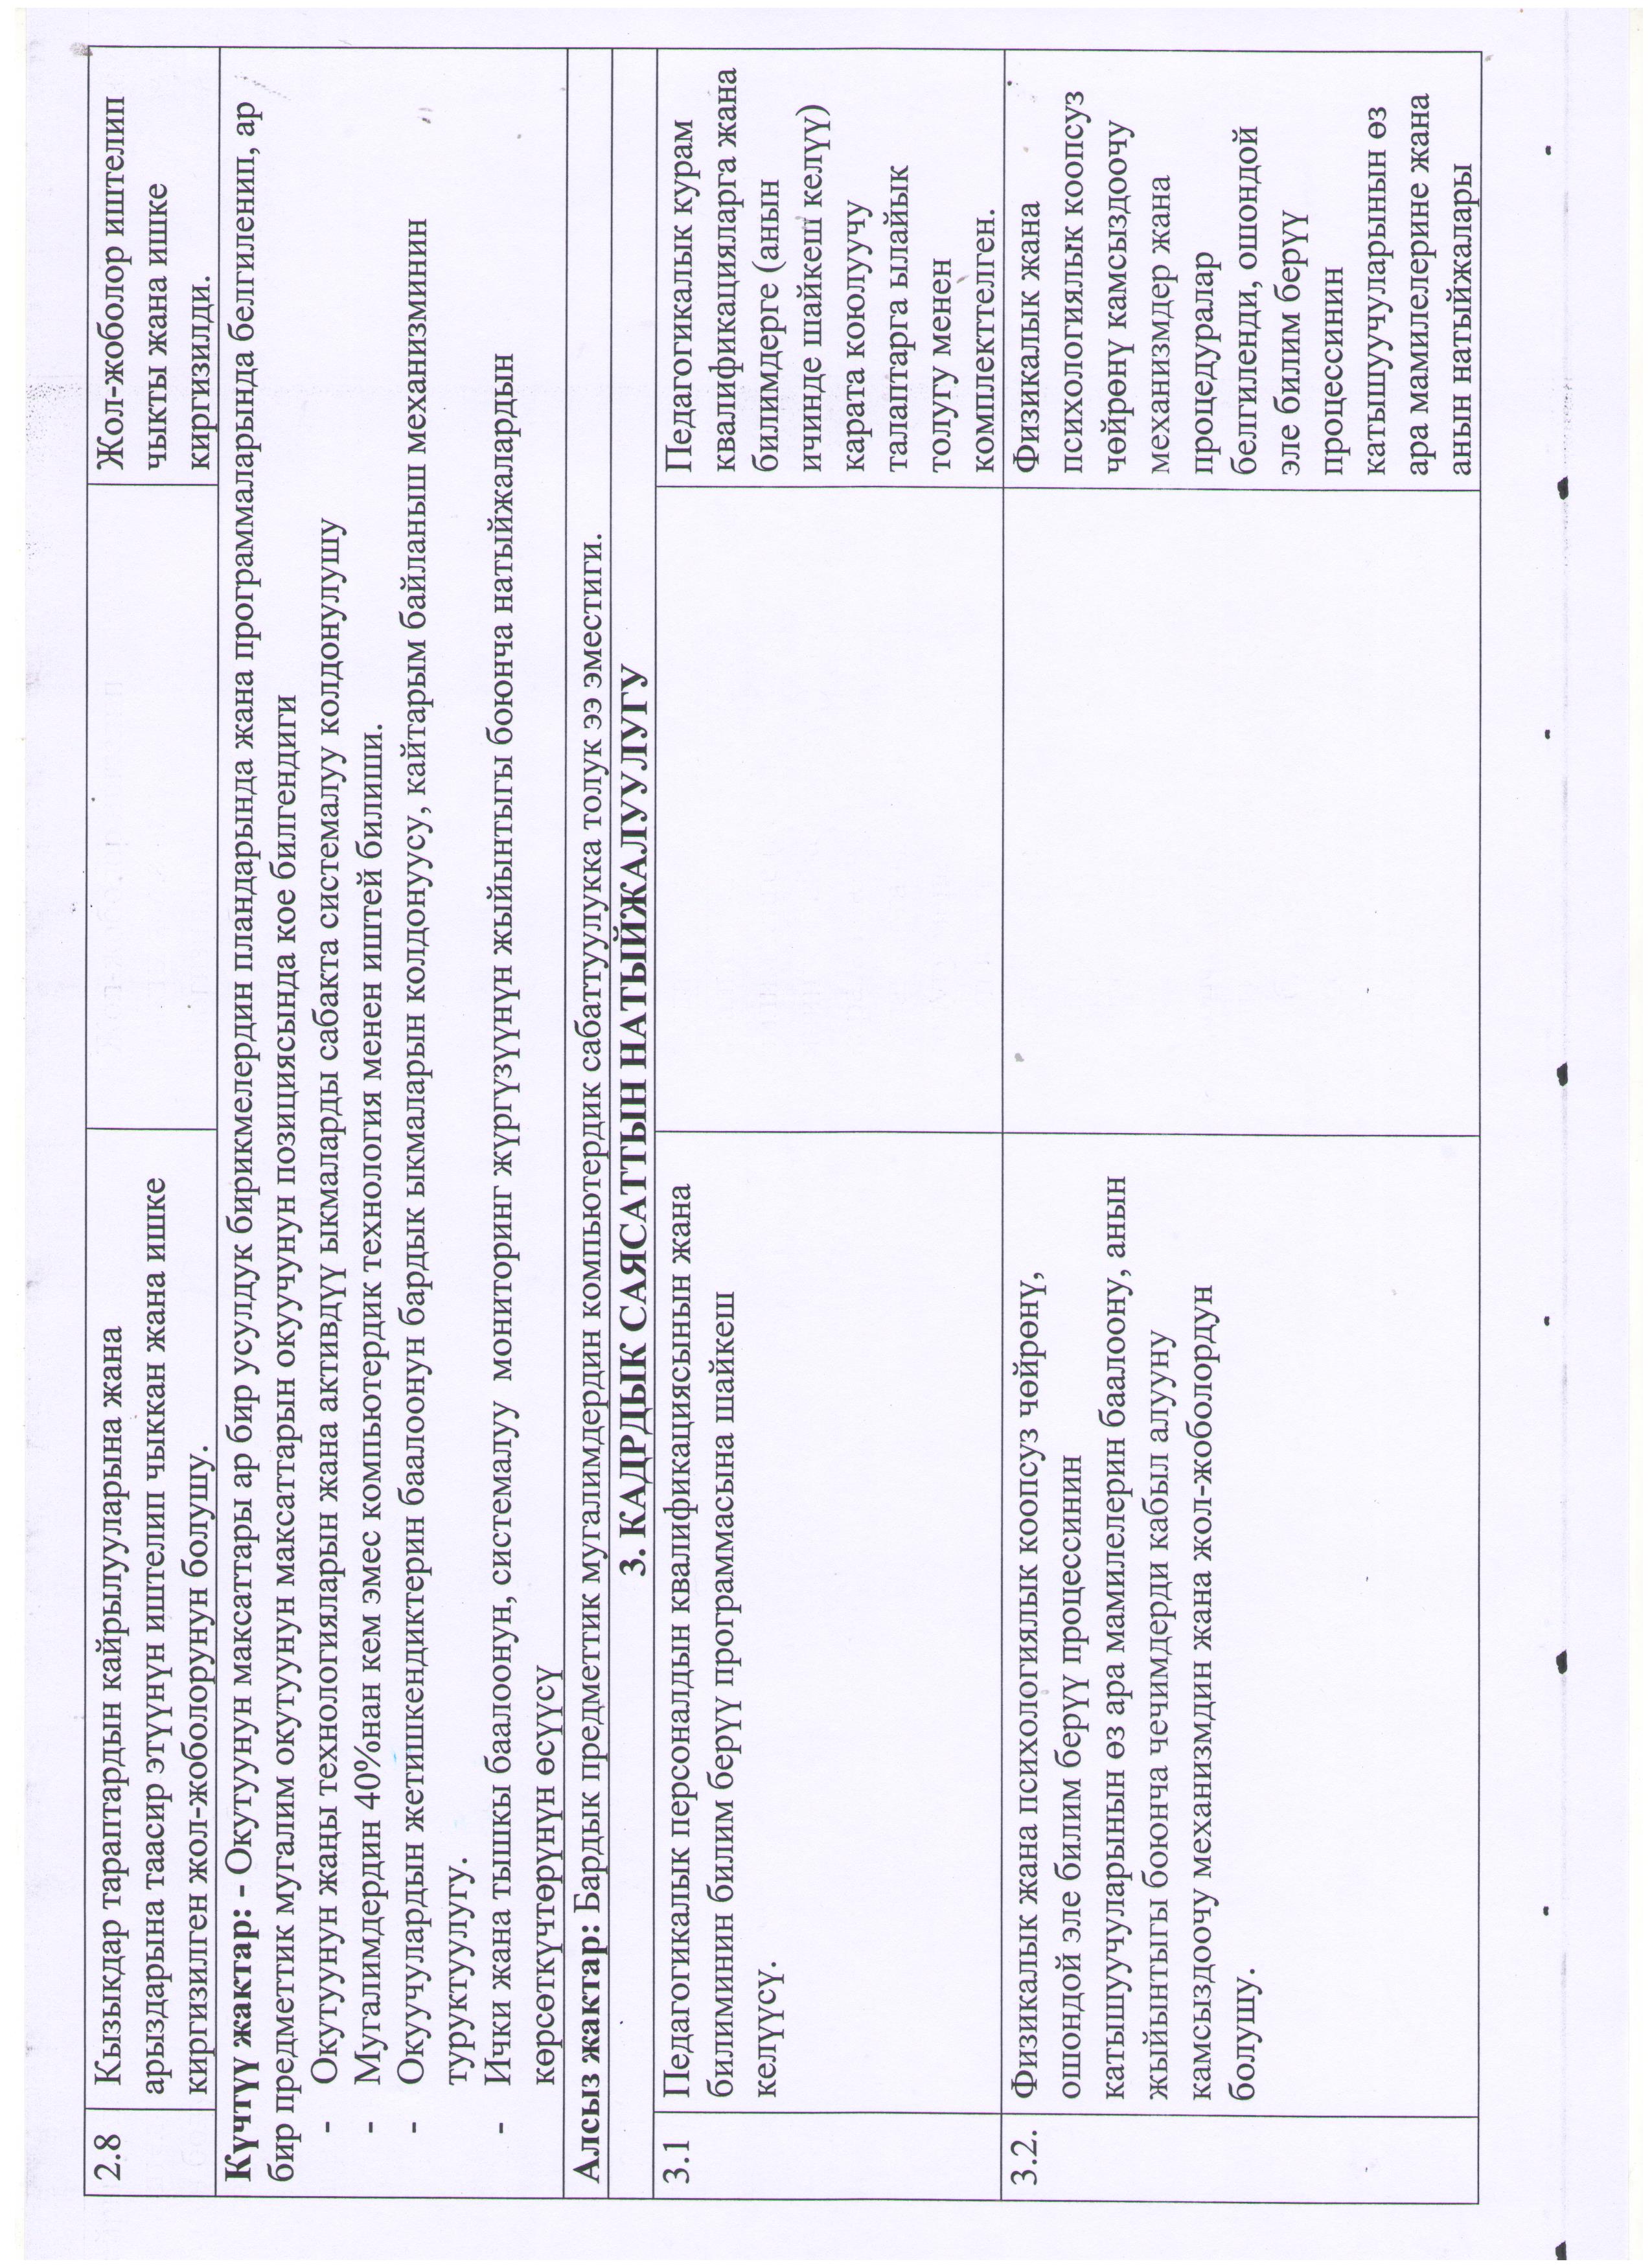 2.8
Кызыкдар тараптардын кайрылууларына жана
арыздарына таасир этүүнүн иштелип чыккан жана ишке
киргизилген жол-жоболорунун болушу.
Жол-жоболор иштелип
чыкты жана ишке
киргизилди.
Күчтүү жактар: - Окутуунун максаттары ар бир усулдук бирикмелердин пландарында жана программаларында белгиленип, ар
бир предметтик мугалим окутуунун максаттарын окуучунун позициясында кое билгендиги
- Окутуунун жаңы технологияларын жана активдүү ыкмаларды сабакта системалуу колдонулушу
- Мугалимдердин 40%нан кем эмес компьютердик технология менен иштей билиши.
- Окуучулардын жетишкендиктерин баалоонун бардык ыкмаларын колдонуусу, кайтарым байланыш механизминин
туруктуулугу.
- Ички жана тышкы баалоонун, системалуу мониторинг жүргүзүүнүн жыйынтыгы боюнча натыйжалардын
көрсөткүчтөрүнүн өсүүсү
Алсыз жактар: Бардык предметтик мугалимдердин компьютердик сабаттуулукка толук ээ эместиги.
3. КАДРДЫК САЯСАТТЫН НАТЫЙЖАЛУУЛУГУ
3.1
Педагогикалык персоналдын квалификациясынын жана
билиминин билим берүү программасына шайкеш
келүүсү.
Педагогикалык курам
квалификацияларга жана
билимдерге (анын
ичинде шайкеш келүү)
карата коюлуучу
талаптарга ылайык
толугу менен
комплекттелген.
3.2.
Физикалык жана психологиялык коопсуз чөйрөнү,
ошондой эле билим берүү процессинин
катышуучуларынын өз ара мамилелерин баалоону, анын
жыйынтыгы боюнча чечимдерди кабыл алууну
камсыздоочу механизмдин жана жол-жоболордун
болушу.
Физикалык жана
психологиялык коопсуз
чөйрөнү камсыздоочу
механизмдер жана
процедуралар
белгиленди, ошондой
эле билим берүү
процессинин
катышуучуларынын өз
ара мамилелерине жана
анын натыйжалары